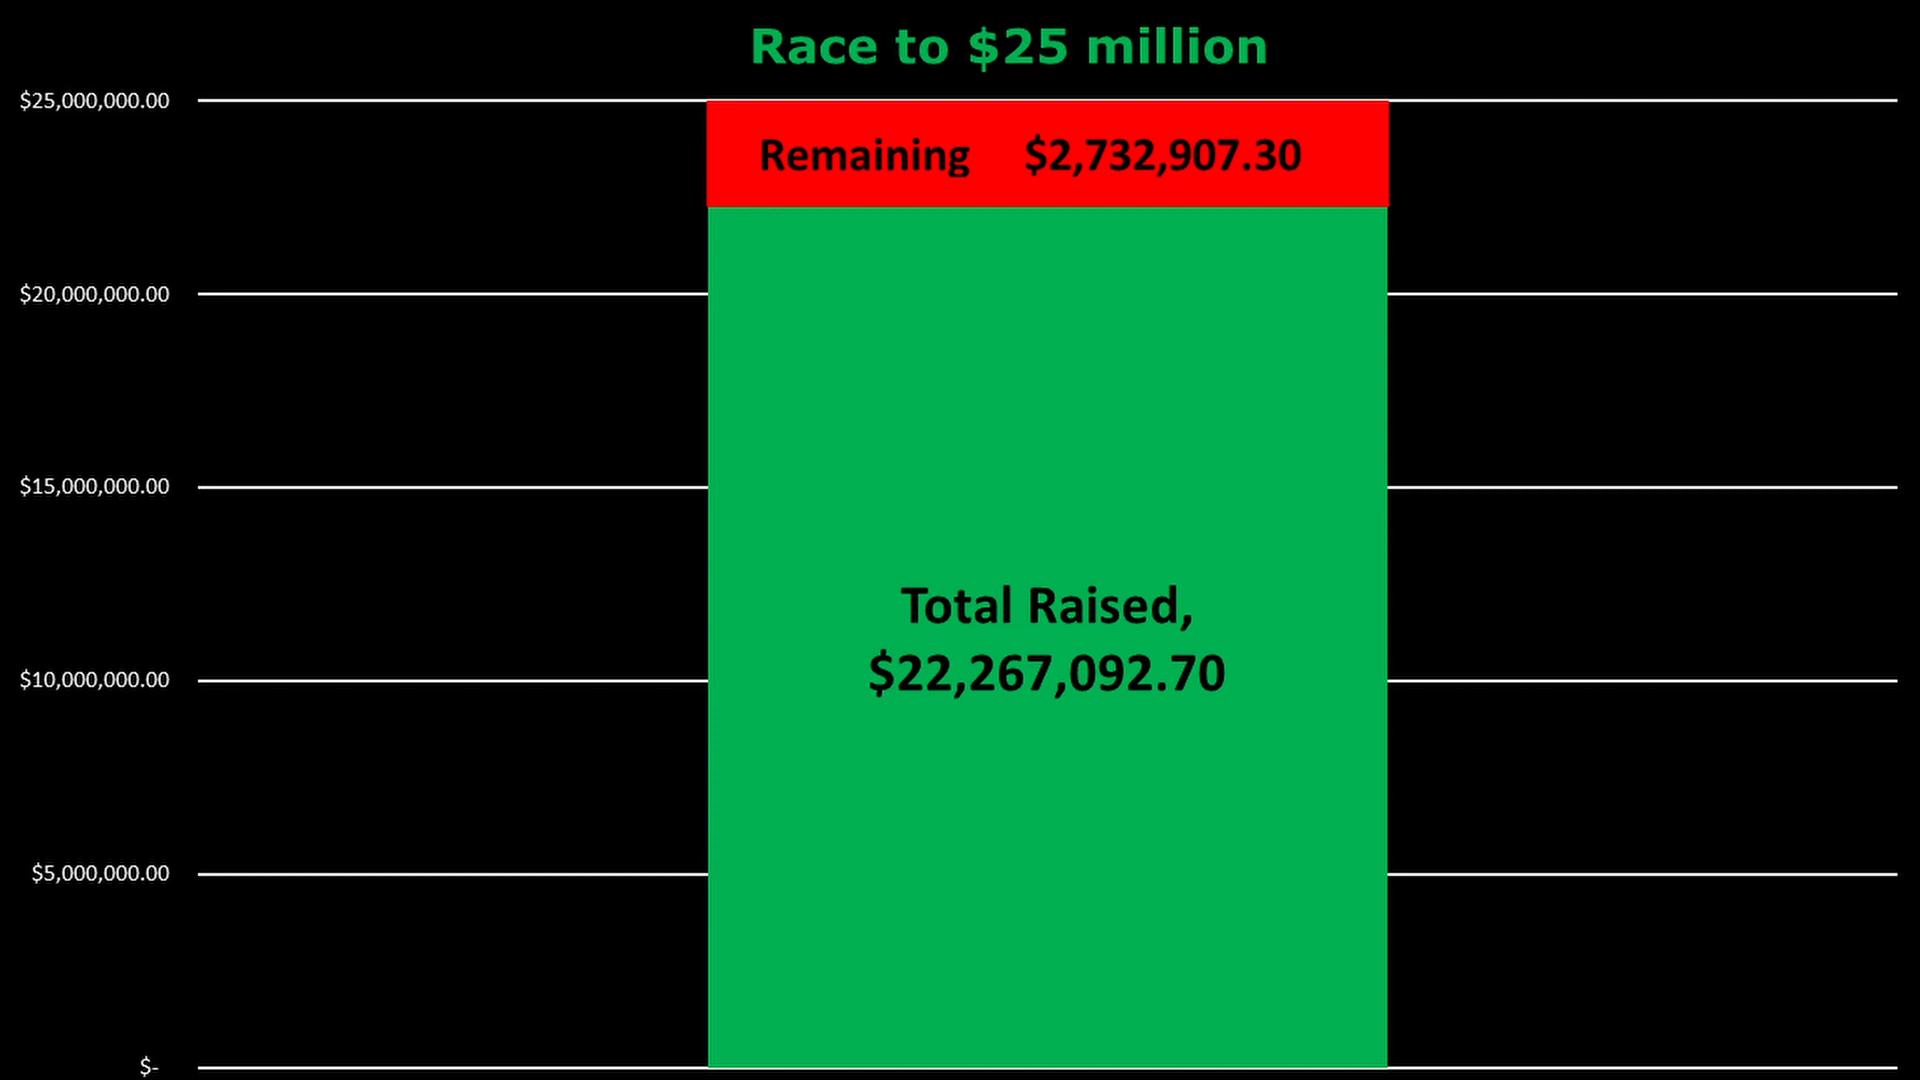 Race to $25 million
$25,000,000.00
Remaining $2,732,907.30
$20,000,000.00
$15,000,000.00
Total Raised,
$22,267,092.70
$10,000,000.00
$5,000,000.00
$-